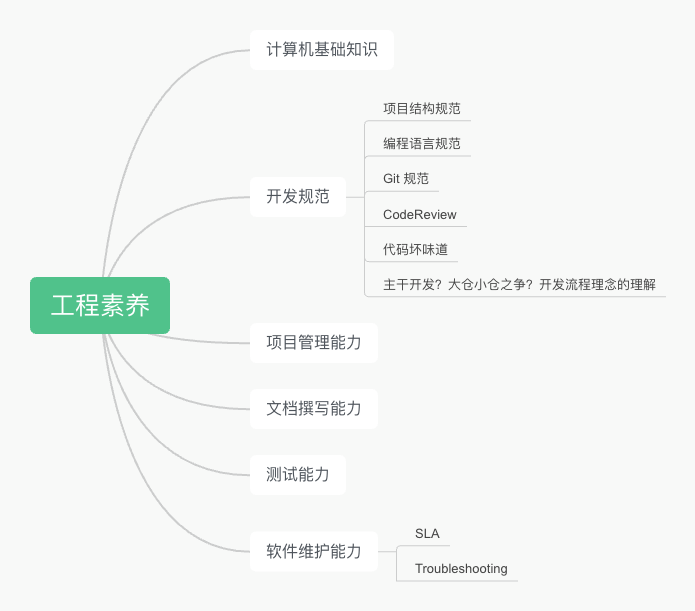 工程素养
计算机基础知识
开发规范
项目结构规范
编程语言规范
Git 规范
CodeReview
代码坏味道
主干开发？大仓小仓之争？开发流程理念的理解
项目管理能力
文档撰写能力
测试能力
软件维护能力
SLA
Troubleshooting